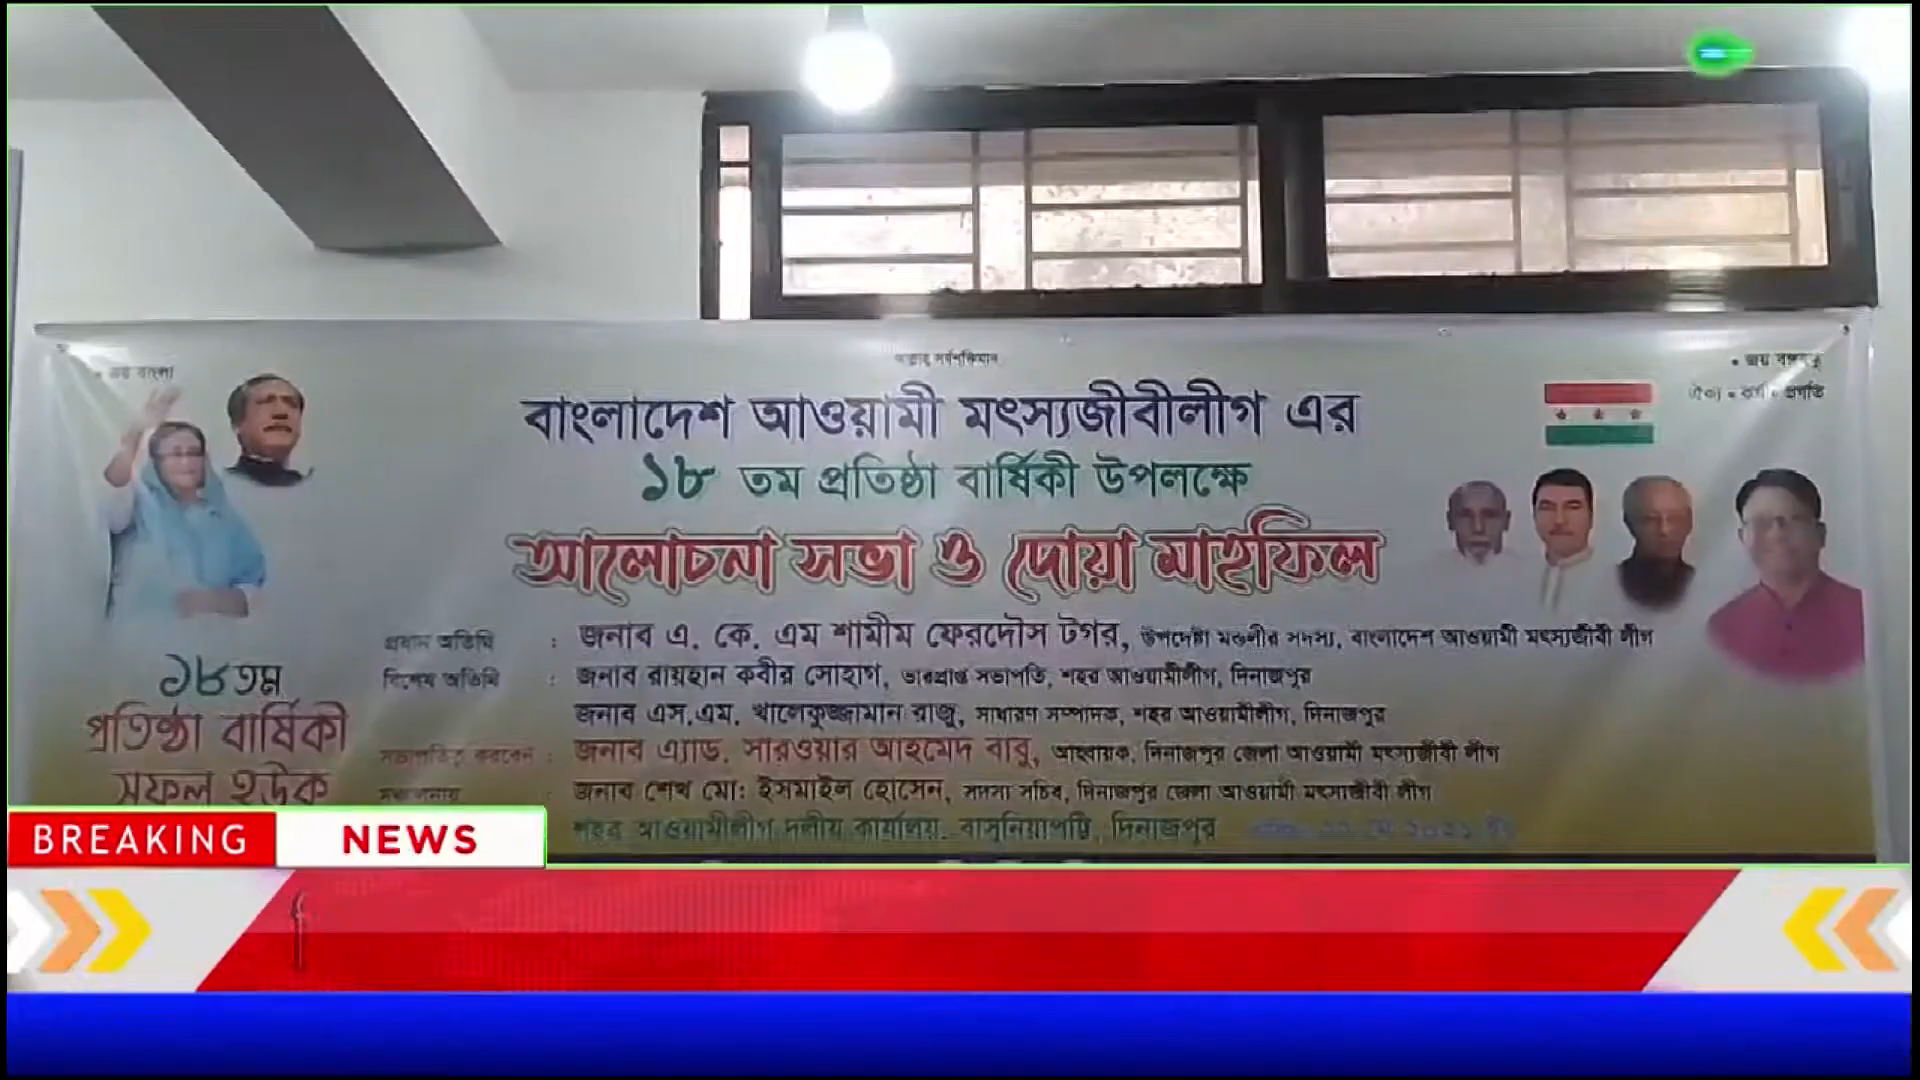 জয় বাংলা
আল্লাহ সর্বশক্তিমান
জয় বঙ্গবন্ধু
বাংলাদেশ আওয়ামী মৎস্যজীবীলীগ এর
১৮ তম প্রতিষ্ঠা বার্ষিকী উপলক্ষে
আলোচনা সভা ও দোয়া মাহফিল
প্রধান অতিথি : জনাব এ. কে. এম শামীম ফেরদৌস টগর, উপদেষ্টা মণ্ডলীর সদস্য, বাংলাদেশ আওয়ামী মৎস্যজীবী লীগ
বিশেষ অতিথি : জনাব রায়হান কবীর সোহাগ, ভারপ্রাপ্ত সভাপতি, শহর আওয়ামীলীগ, দিনাজপুর
জনাব এস.এম. খালেকুজ্জামান রাজু, সাধারণ সম্পাদক, শহর আওয়ামীলীগ, দিনাজপুর
সভাপতিত্ব করবেন : জনাব এ্যাড. সারওয়ার আহমেদ বাবু, আহবায়ক, দিনাজপুর জেলা আওয়ামী মৎস্যজীবী লীগ
সঞ্চালনায় : জনাব শেখ মো: ইসমাইল হোসেন, সদস্য সচিব, দিনাজপুর জেলা আওয়ামী মৎস্যজীবী লীগ
শহর আওয়ামীলীগ দলীয় কার্যালয়, বাসুনিয়াপট্টি, দিনাজপুর
১৮তম
প্রতিষ্ঠা বার্ষিকী
সফল হউক
BREAKING NEWS